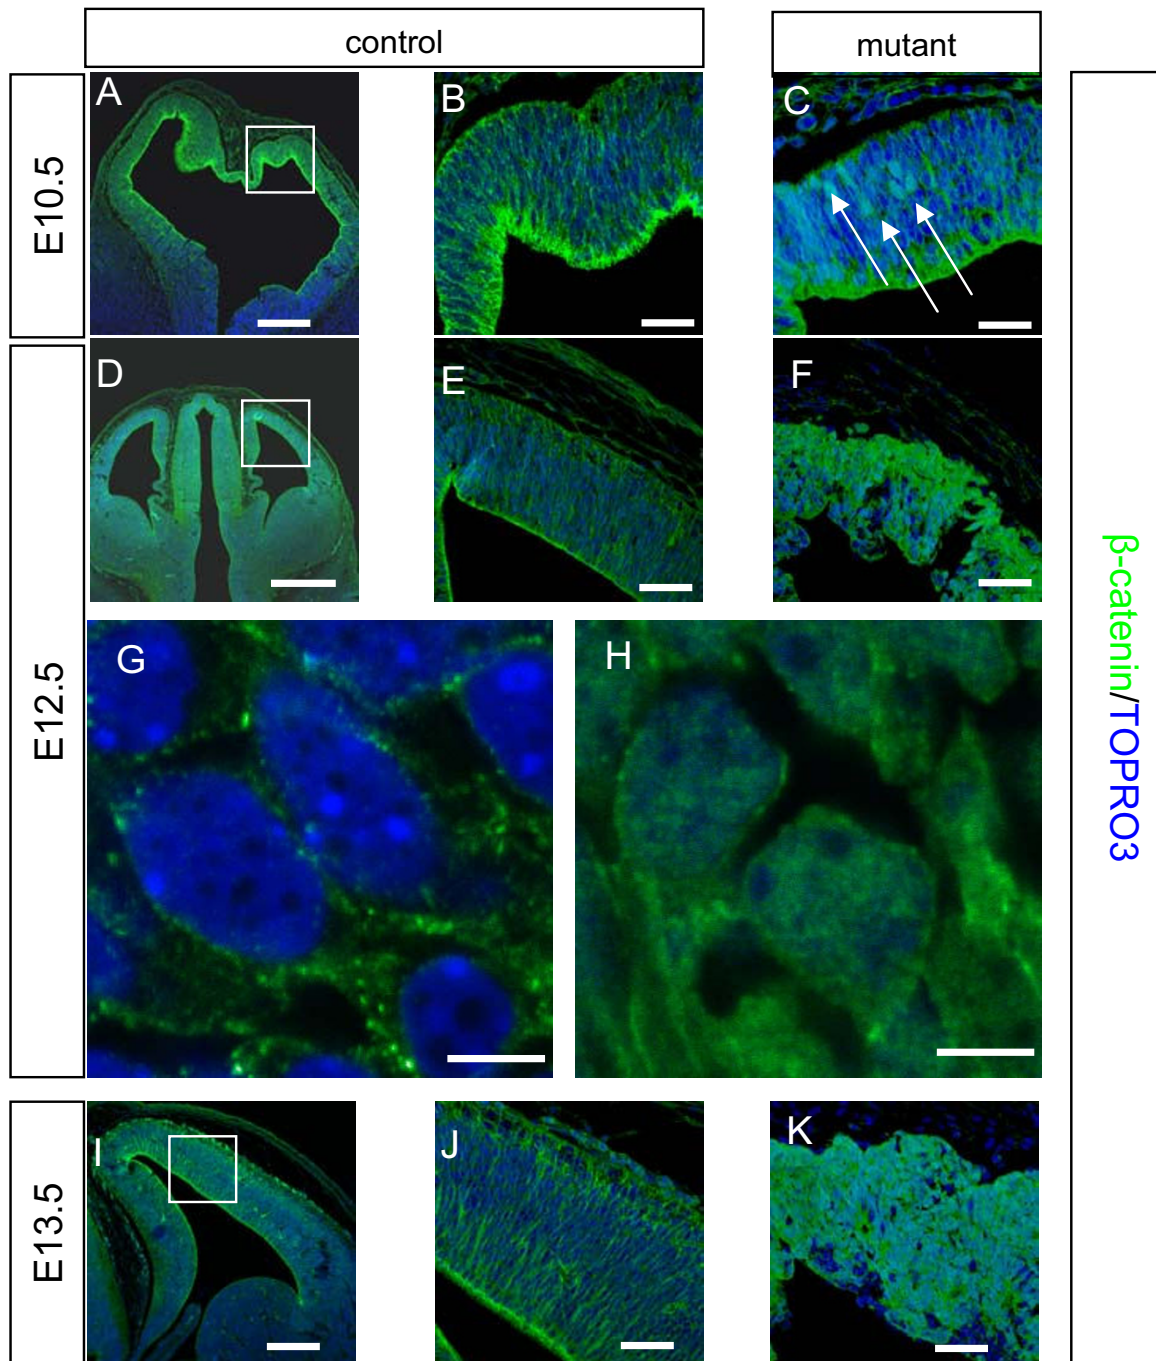 control
mutant
E10.5
A
B
C
E12.5
D
E
F
G
H
E13.5
I
J
K
β-catenin/TOPRO3